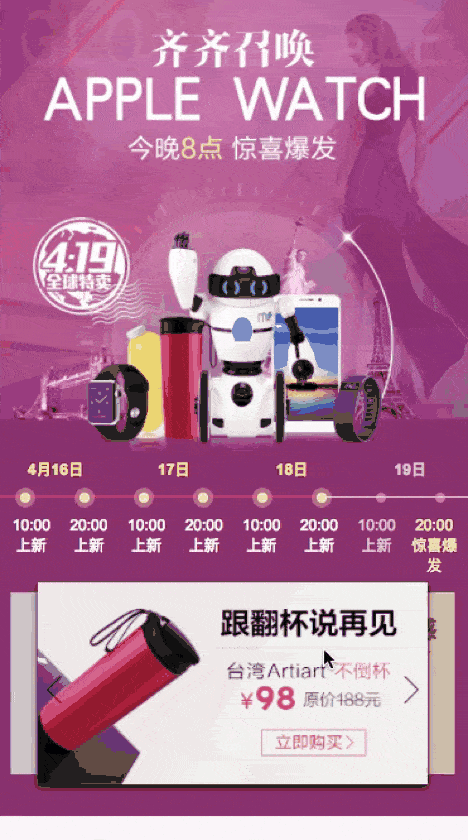 齐齐召唤
APPLE WATCH
今晚8点 惊喜爆发
4.19
全球特卖
4月16日 17日 18日 19日
10:00 20:00 10:00 20:00 10:00 20:00 10:00 20:00
上新 上新 上新 上新 上新 上新 上新 惊喜爆
发
跟翻杯说再见
台湾Artiart 不倒杯
¥98 原价188元
立即购买>